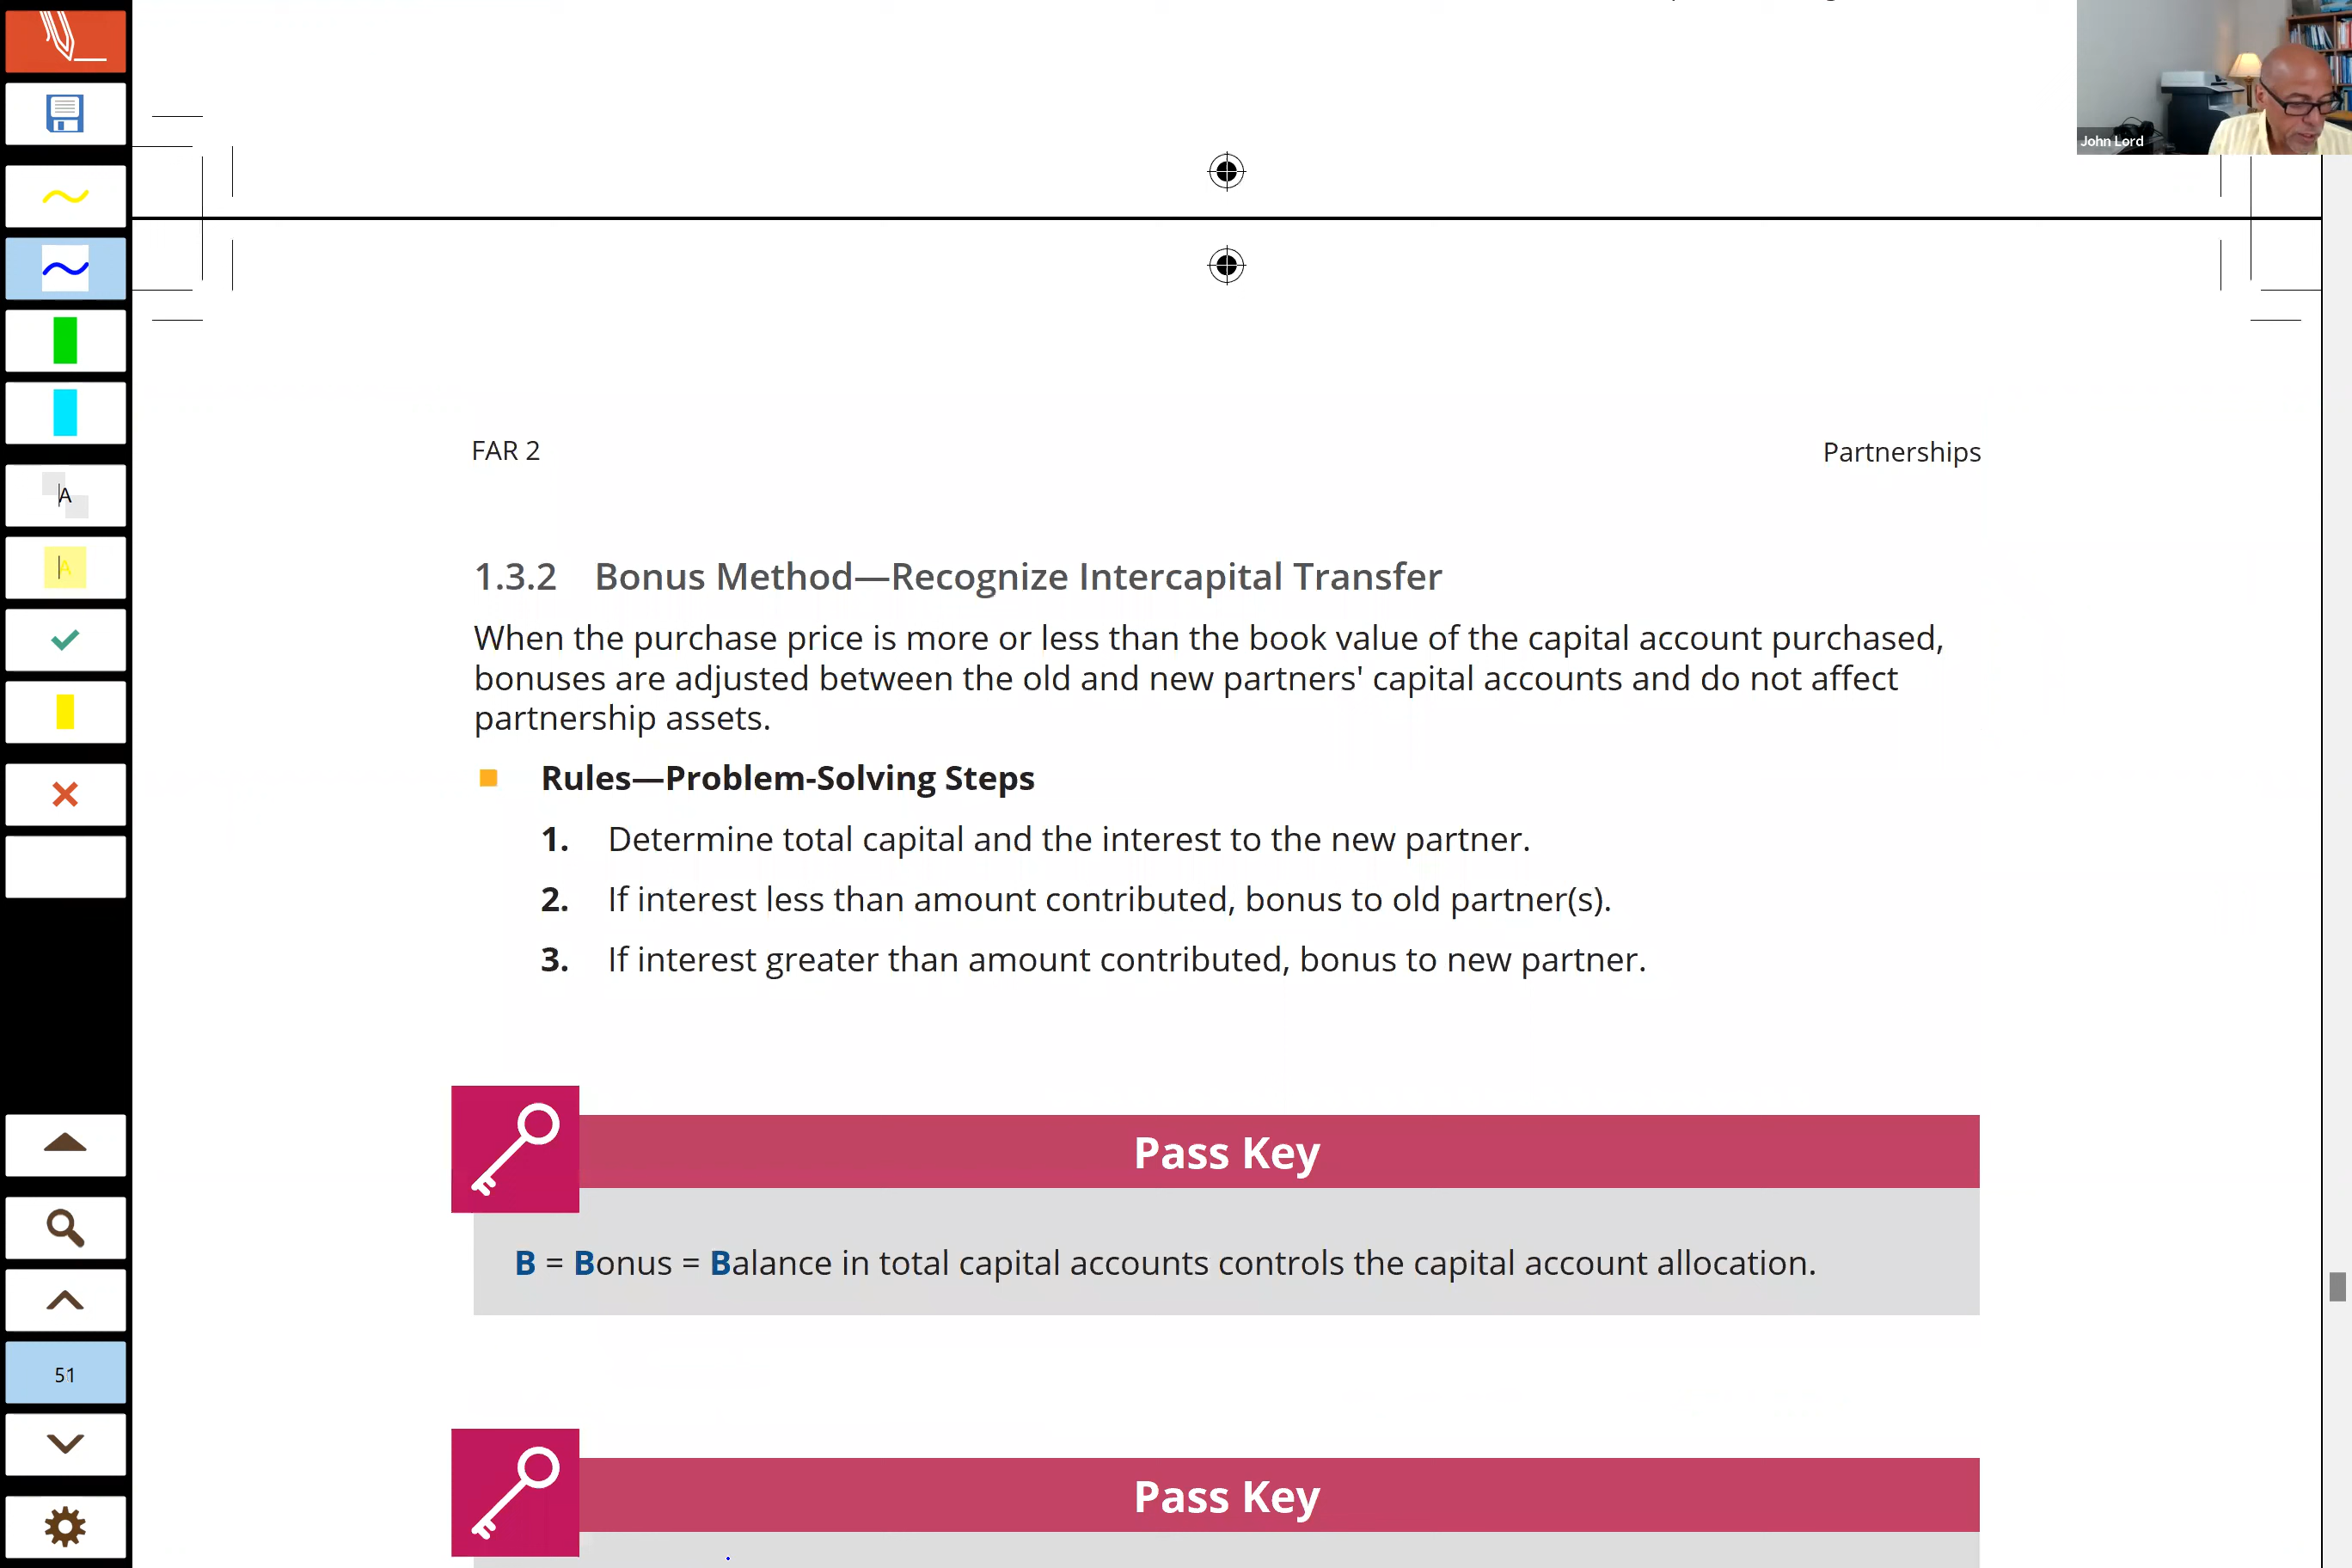 John Lord
FAR 2
Partnerships
1.3.2 Bonus Method—Recognize Intercapital Transfer
When the purchase price is more or less than the book value of the capital account purchased,
bonuses are adjusted between the old and new partners' capital accounts and do not affect
partnership assets.
Rules—Problem-Solving Steps
1. Determine total capital and the interest to the new partner.
2. If interest less than amount contributed, bonus to old partner(s).
3. If interest greater than amount contributed, bonus to new partner.
Pass Key
B = Bonus = Balance in total capital accounts controls the capital account allocation.
Pass Key
A
A
51